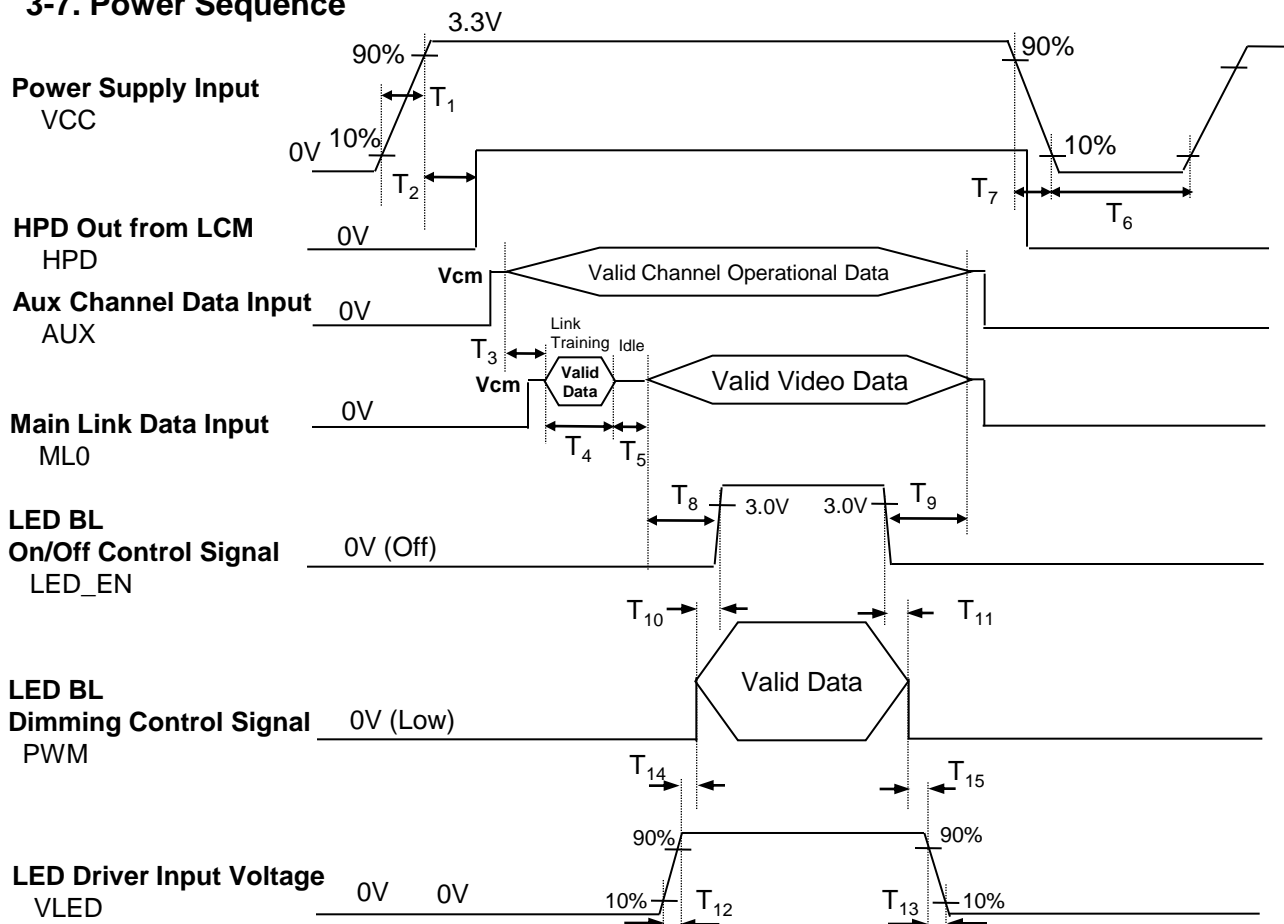 3-7. Power Sequence
3.3V
90%
90%
Power Supply Input
VCC
T1
0V
10%
10%
T2
T7
T6
HPD Out from LCM
HPD
0V
Vcm
Valid Channel Operational Data
Aux Channel Data Input
AUX
0V
Link
Training
Idle
T3
Vcm
Valid
Data
Valid Video Data
Main Link Data Input
ML0
0V
T4
T5
T8
3.0V
3.0V
T9
LED BL
On/Off Control Signal
LED_EN
0V (Off)
T10
T11
Valid Data
LED BL
Dimming Control Signal
PWM
0V (Low)
T14
T15
90%
90%
LED Driver Input Voltage
VLED
0V
0V
10%
T12
T13
10%